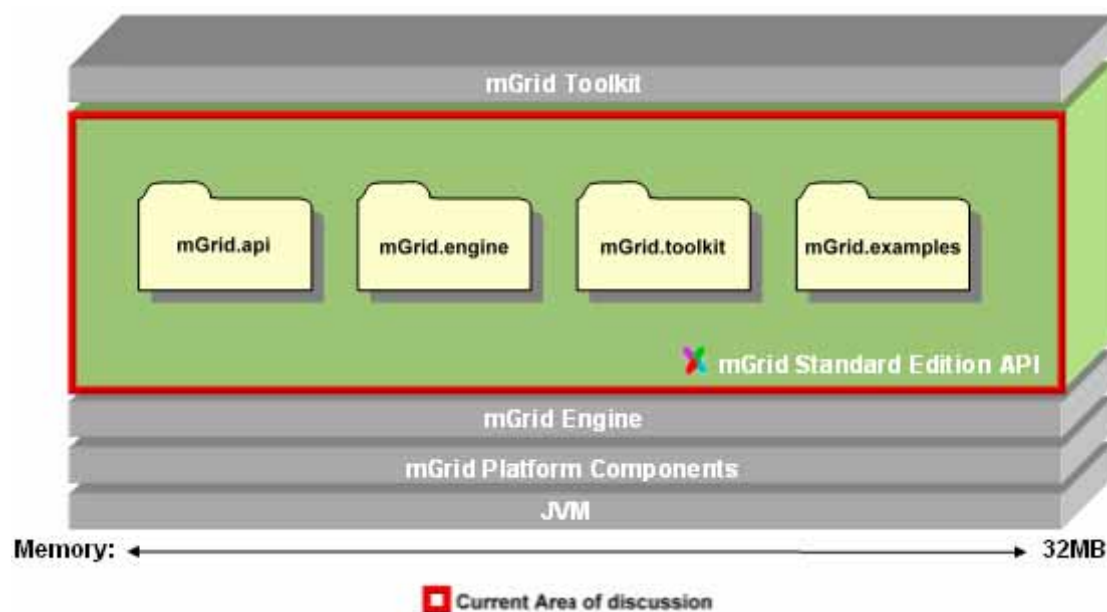 mGrid Toolkit
mGrid.api mGrid.engine mGrid.toolkit mGrid.examples
mGrid Standard Edition API
mGrid Engine
mGrid Platform Components
JVM
Memory: 32MB
Current Area of discussion